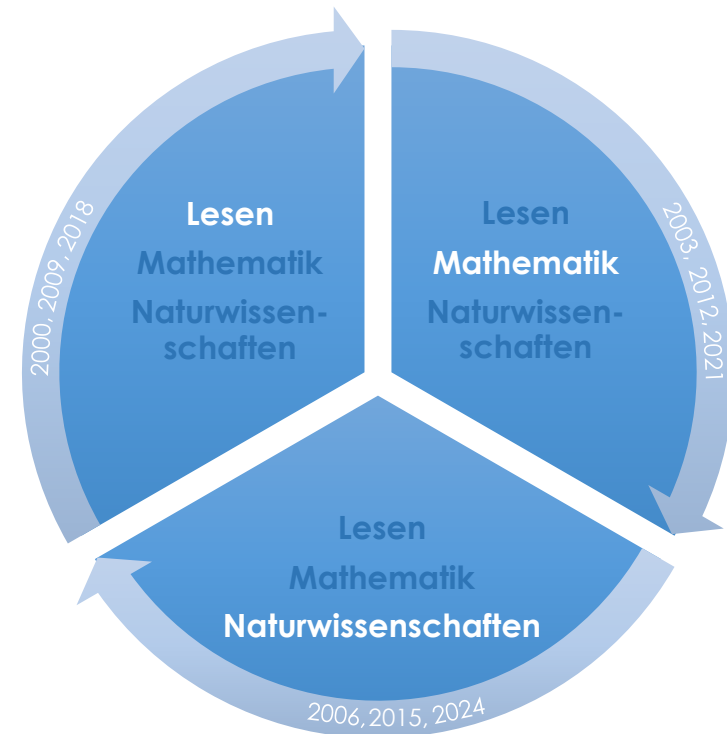 2000, 2009, 2018
Lesen
Mathematik
Naturwissen-
schaften
2003, 2012, 2021
Lesen
Mathematik
Naturwissen-
schaften
Lesen
Mathematik
Naturwissenschaften
2006, 2015, 2024